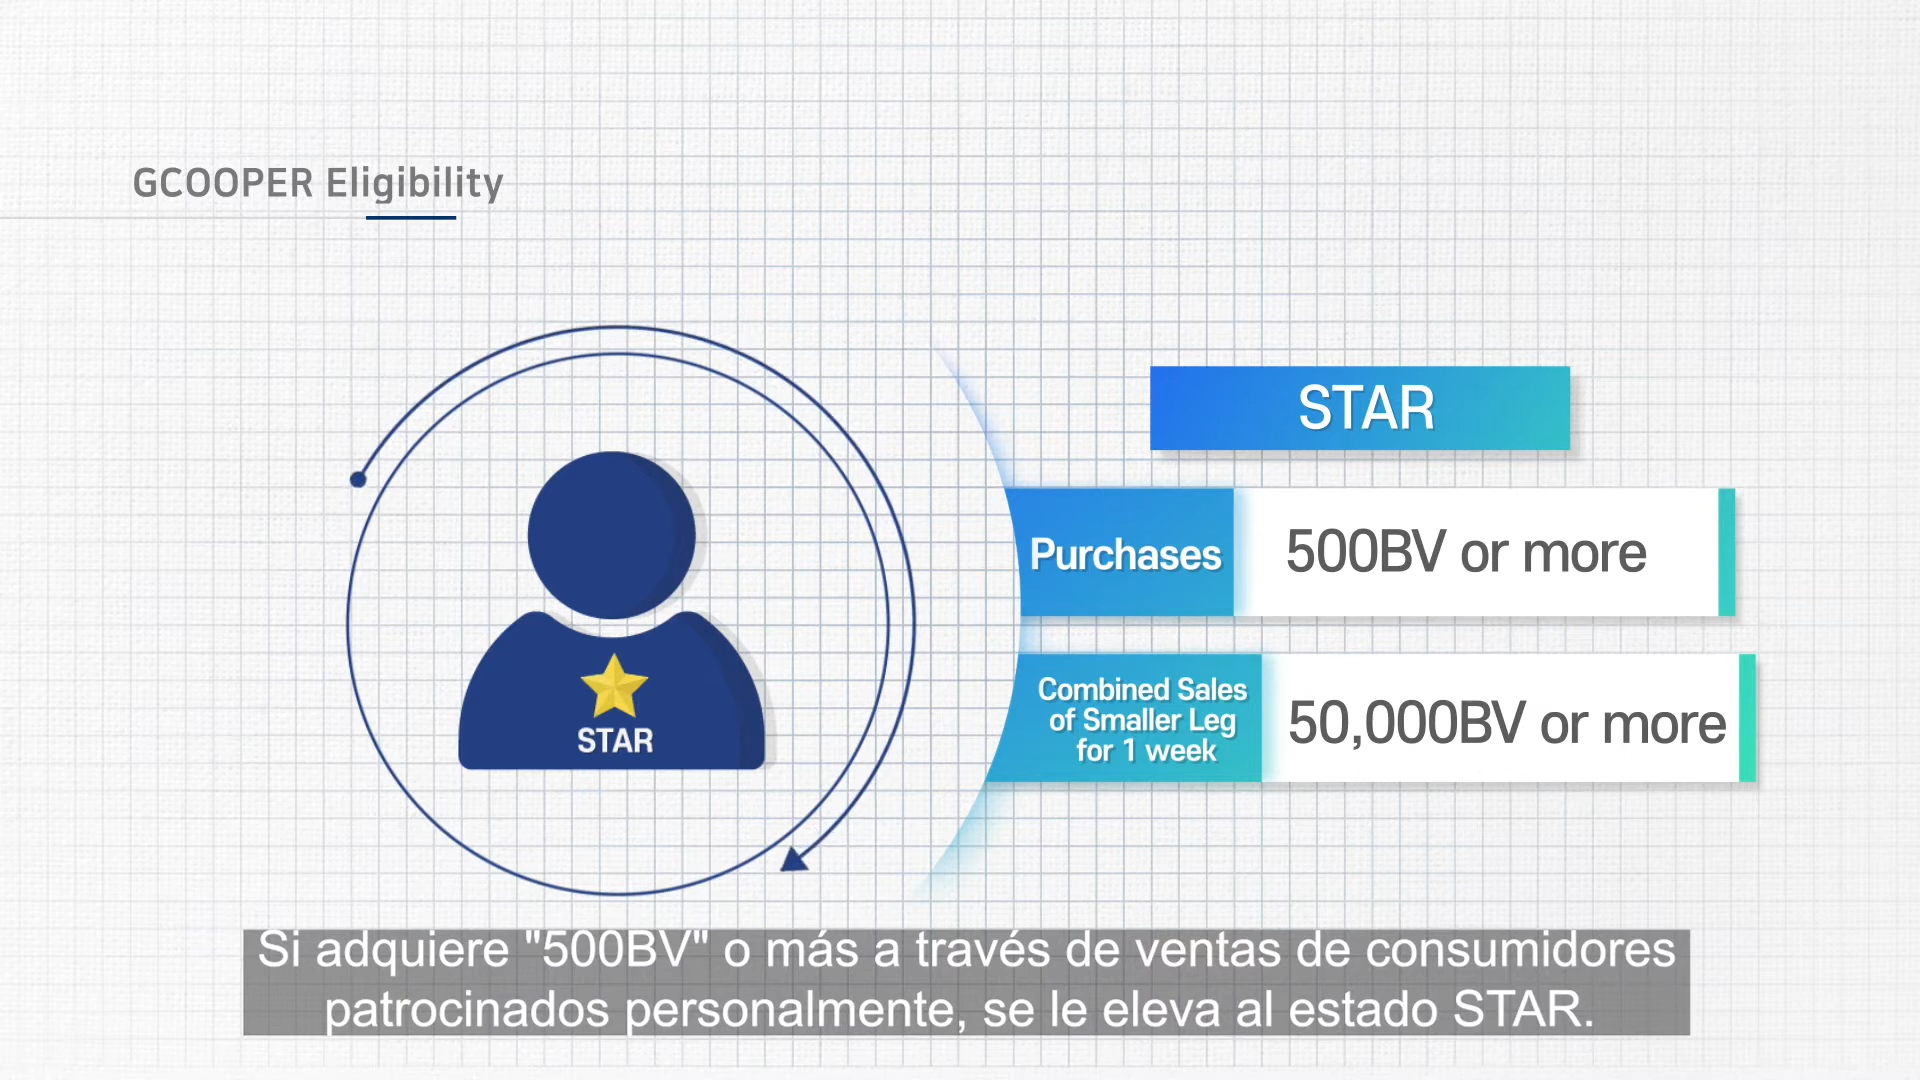 GCOOPER Eligibility
STAR
Purchases
500BV or more
Combined Sales
of Smaller Leg
for 1 week
50,000BV or more
STAR
Si adquiere "500BV" o más a través de ventas de consumidores
patrocinados personalmente, se le eleva al estado STAR.